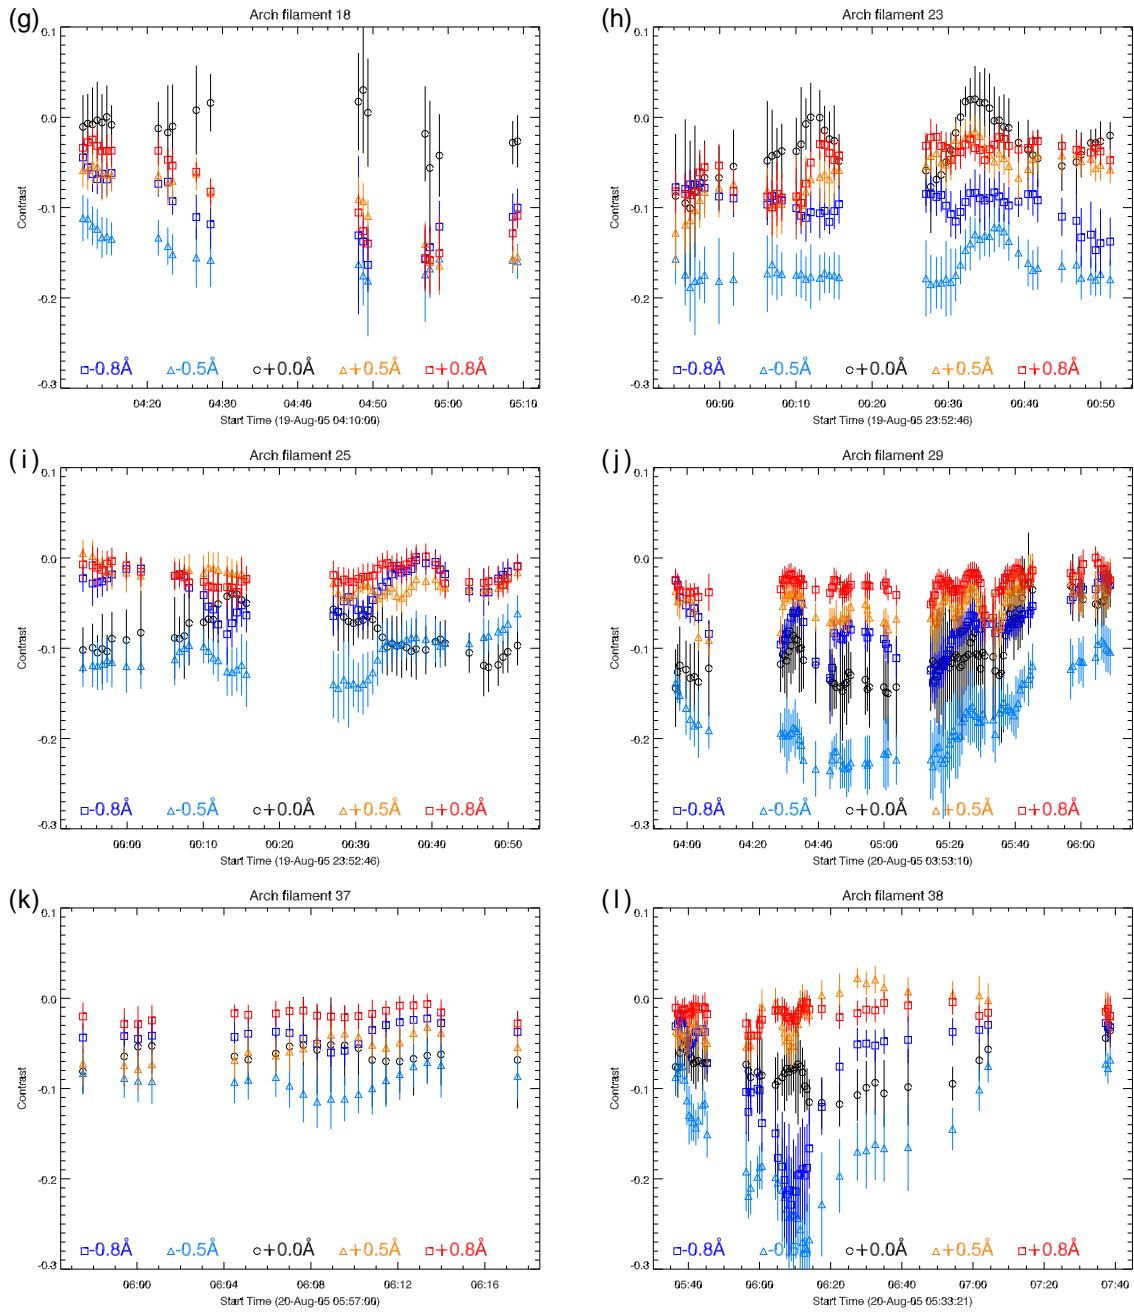 (g) Arch filament 18
0.1
0.0
-0.1
-0.2
-0.3
Contrast
□-0.8Å △-0.5Å ○+0.0Å △+0.5Å □+0.8Å
04:20 04:30 04:40 04:50 05:00 05:10
Start Time (19-Aug-05 04:10:00)
(h) Arch filament 23
0.1
0.0
-0.1
-0.2
-0.3
Contrast
□-0.8Å △-0.5Å ○+0.0Å △+0.5Å □+0.8Å
00:00 00:10 00:20 00:30 00:40 00:50
Start Time (19-Aug-05 23:52:46)
(i) Arch filament 25
0.1
0.0
-0.1
-0.2
-0.3
Contrast
□-0.8Å △-0.5Å ○+0.0Å △+0.5Å □+0.8Å
00:00 00:10 00:20 00:30 00:40 00:50
Start Time (19-Aug-05 23:52:46)
(j) Arch filament 29
0.1
0.0
-0.1
-0.2
-0.3
Contrast
□-0.8Å △-0.5Å ○+0.0Å △+0.5Å □+0.8Å
04:00 04:20 04:40 05:00 05:20 05:40 06:00
Start Time (20-Aug-05 03:53:10)
(k) Arch filament 37
0.1
0.0
-0.1
-0.2
-0.3
Contrast
□-0.8Å △-0.5Å ○+0.0Å △+0.5Å □+0.8Å
06:00 06:04 06:08 06:12 06:16
Start Time (20-Aug-05 05:57:00)
(l) Arch filament 38
0.1
0.0
-0.1
-0.2
-0.3
Contrast
□-0.8Å △-0.5Å ○+0.0Å △+0.5Å □+0.8Å
05:40 06:00 06:20 06:40 07:00 07:20 07:40
Start Time (20-Aug-05 05:33:21)